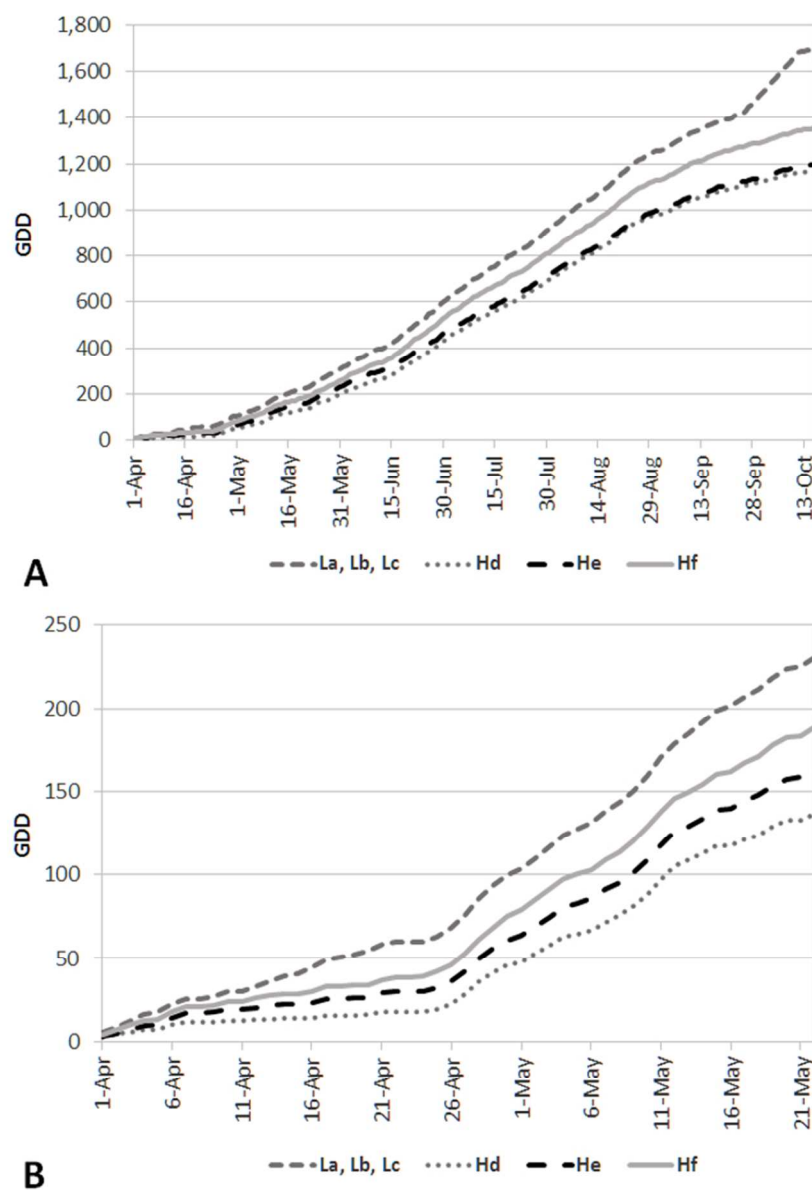 1,800
1,600
1,400
1,200
1,000
800
600
400
200
0
GDD
1-Apr 16-Apr 1-May 16-May 31-May 15-Jun 30-Jun 15-Jul 30-Jul 14-Aug 29-Aug 13-Sep 28-Sep 13-Oct
La, Lb, Lc Hd He Hf
A
250
200
150
100
50
0
GDD
1-Apr 6-Apr 11-Apr 16-Apr 21-Apr 26-Apr 1-May 6-May 11-May 16-May 21-May
La, Lb, Lc Hd He Hf
B